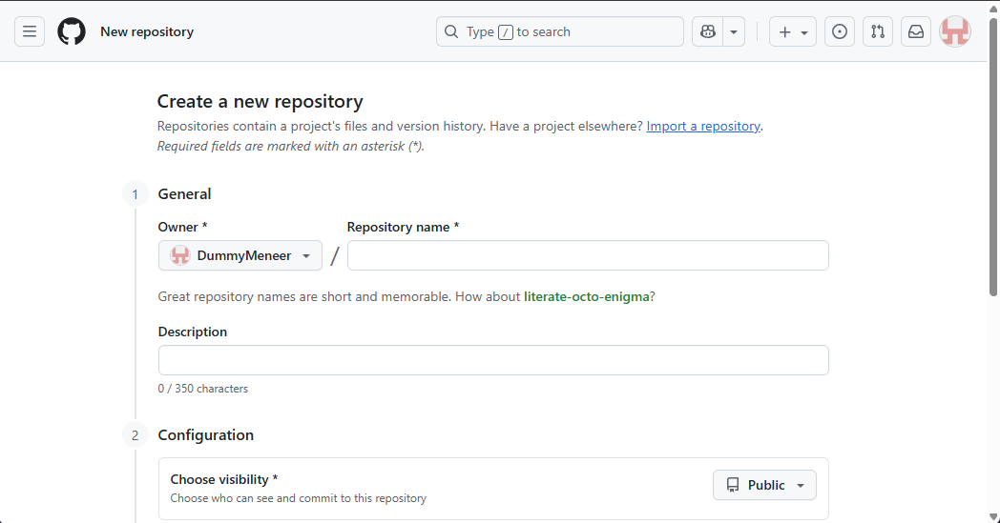 New repository
Type / to search
Create a new repository
Repositories contain a project's files and version history. Have a project elsewhere? Import a repository.
Required fields are marked with an asterisk (*).
1 General
Owner * Repository name *
DummyMeneer /
Great repository names are short and memorable. How about literate-octo-enigma?
Description
0 / 350 characters
2 Configuration
Choose visibility *
Public
Choose who can see and commit to this repository